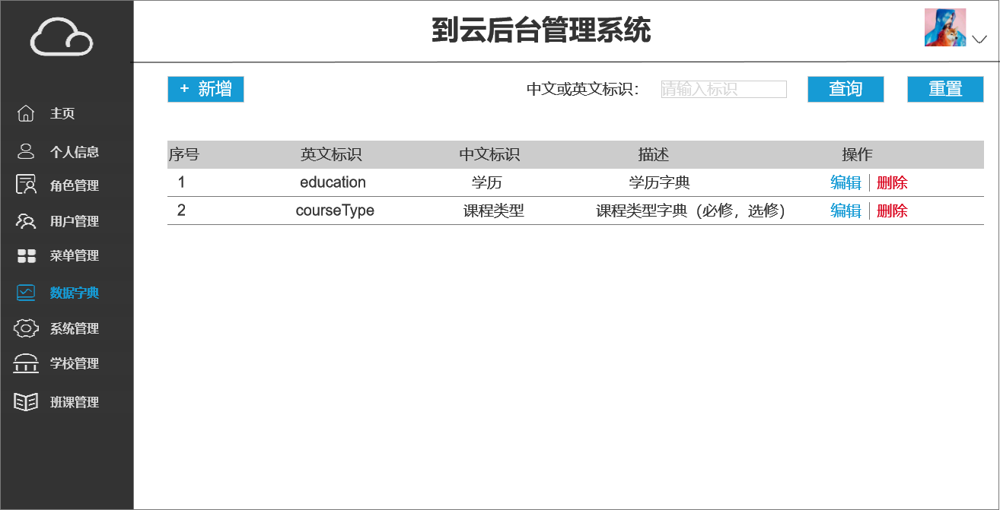 到云后台管理系统
主页
个人信息
角色管理
用户管理
菜单管理
数据字典
系统管理
学校管理
班课管理
+ 新增 中文或英文标识： 请输入标识 查询 重置
序号 英文标识 中文标识 描述 操作
1 education 学历 学历字典 编辑 删除
2 courseType 课程类型 课程类型字典（必修，选修） 编辑 删除